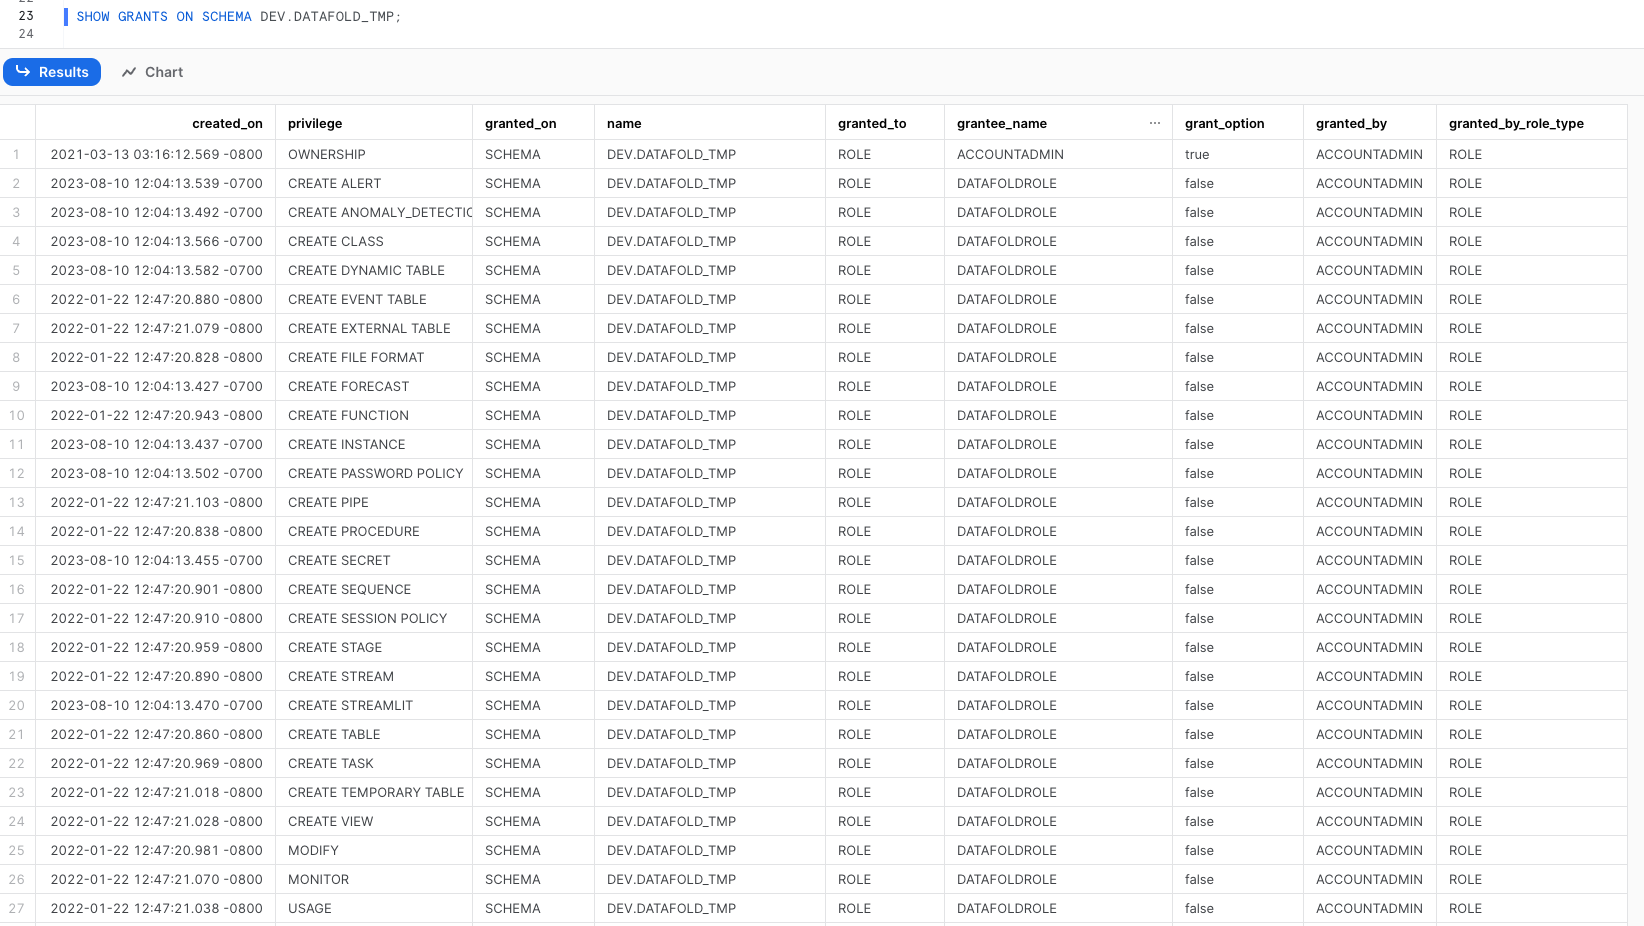 23 SHOW GRANTS ON SCHEMA DEV.DATAFOLD_TMP;
24
Results Chart
created_on privilege granted_on name granted_to grantee_name ... grant_option granted_by granted_by_role_type
1 2021-03-13 03:16:12.569 -0800 OWNERSHIP SCHEMA DEV.DATAFOLD_TMP ROLE ACCOUNTADMIN true ACCOUNTADMIN ROLE
2 2023-08-10 12:04:13.539 -0700 CREATE ALERT SCHEMA DEV.DATAFOLD_TMP ROLE DATAFOLDROLE false ACCOUNTADMIN ROLE
3 2023-08-10 12:04:13.492 -0700 CREATE ANOMALY_DETECTIO SCHEMA DEV.DATAFOLD_TMP ROLE DATAFOLDROLE false ACCOUNTADMIN ROLE
4 2023-08-10 12:04:13.566 -0700 CREATE CLASS SCHEMA DEV.DATAFOLD_TMP ROLE DATAFOLDROLE false ACCOUNTADMIN ROLE
5 2023-08-10 12:04:13.582 -0700 CREATE DYNAMIC TABLE SCHEMA DEV.DATAFOLD_TMP ROLE DATAFOLDROLE false ACCOUNTADMIN ROLE
6 2022-01-22 12:47:20.880 -0800 CREATE EVENT TABLE SCHEMA DEV.DATAFOLD_TMP ROLE DATAFOLDROLE false ACCOUNTADMIN ROLE
7 2022-01-22 12:47:21.079 -0800 CREATE EXTERNAL TABLE SCHEMA DEV.DATAFOLD_TMP ROLE DATAFOLDROLE false ACCOUNTADMIN ROLE
8 2022-01-22 12:47:20.828 -0800 CREATE FILE FORMAT SCHEMA DEV.DATAFOLD_TMP ROLE DATAFOLDROLE false ACCOUNTADMIN ROLE
9 2023-08-10 12:04:13.427 -0700 CREATE FORECAST SCHEMA DEV.DATAFOLD_TMP ROLE DATAFOLDROLE false ACCOUNTADMIN ROLE
10 2022-01-22 12:47:20.943 -0800 CREATE FUNCTION SCHEMA DEV.DATAFOLD_TMP ROLE DATAFOLDROLE false ACCOUNTADMIN ROLE
11 2023-08-10 12:04:13.437 -0700 CREATE INSTANCE SCHEMA DEV.DATAFOLD_TMP ROLE DATAFOLDROLE false ACCOUNTADMIN ROLE
12 2023-08-10 12:04:13.502 -0700 CREATE PASSWORD POLICY SCHEMA DEV.DATAFOLD_TMP ROLE DATAFOLDROLE false ACCOUNTADMIN ROLE
13 2022-01-22 12:47:21.103 -0800 CREATE PIPE SCHEMA DEV.DATAFOLD_TMP ROLE DATAFOLDROLE false ACCOUNTADMIN ROLE
14 2022-01-22 12:47:20.838 -0800 CREATE PROCEDURE SCHEMA DEV.DATAFOLD_TMP ROLE DATAFOLDROLE false ACCOUNTADMIN ROLE
15 2023-08-10 12:04:13.455 -0700 CREATE SECRET SCHEMA DEV.DATAFOLD_TMP ROLE DATAFOLDROLE false ACCOUNTADMIN ROLE
16 2022-01-22 12:47:20.901 -0800 CREATE SEQUENCE SCHEMA DEV.DATAFOLD_TMP ROLE DATAFOLDROLE false ACCOUNTADMIN ROLE
17 2022-01-22 12:47:20.910 -0800 CREATE SESSION POLICY SCHEMA DEV.DATAFOLD_TMP ROLE DATAFOLDROLE false ACCOUNTADMIN ROLE
18 2022-01-22 12:47:20.959 -0800 CREATE STAGE SCHEMA DEV.DATAFOLD_TMP ROLE DATAFOLDROLE false ACCOUNTADMIN ROLE
19 2022-01-22 12:47:20.890 -0800 CREATE STREAM SCHEMA DEV.DATAFOLD_TMP ROLE DATAFOLDROLE false ACCOUNTADMIN ROLE
20 2023-08-10 12:04:13.470 -0700 CREATE STREAMLIT SCHEMA DEV.DATAFOLD_TMP ROLE DATAFOLDROLE false ACCOUNTADMIN ROLE
21 2022-01-22 12:47:20.860 -0800 CREATE TABLE SCHEMA DEV.DATAFOLD_TMP ROLE DATAFOLDROLE false ACCOUNTADMIN ROLE
22 2022-01-22 12:47:20.969 -0800 CREATE TASK SCHEMA DEV.DATAFOLD_TMP ROLE DATAFOLDROLE false ACCOUNTADMIN ROLE
23 2022-01-22 12:47:21.018 -0800 CREATE TEMPORARY TABLE SCHEMA DEV.DATAFOLD_TMP ROLE DATAFOLDROLE false ACCOUNTADMIN ROLE
24 2022-01-22 12:47:21.028 -0800 CREATE VIEW SCHEMA DEV.DATAFOLD_TMP ROLE DATAFOLDROLE false ACCOUNTADMIN ROLE
25 2022-01-22 12:47:20.981 -0800 MODIFY SCHEMA DEV.DATAFOLD_TMP ROLE DATAFOLDROLE false ACCOUNTADMIN ROLE
26 2022-01-22 12:47:21.070 -0800 MONITOR SCHEMA DEV.DATAFOLD_TMP ROLE DATAFOLDROLE false ACCOUNTADMIN ROLE
27 2022-01-22 12:47:21.038 -0800 USAGE SCHEMA DEV.DATAFOLD_TMP ROLE DATAFOLDROLE false ACCOUNTADMIN ROLE